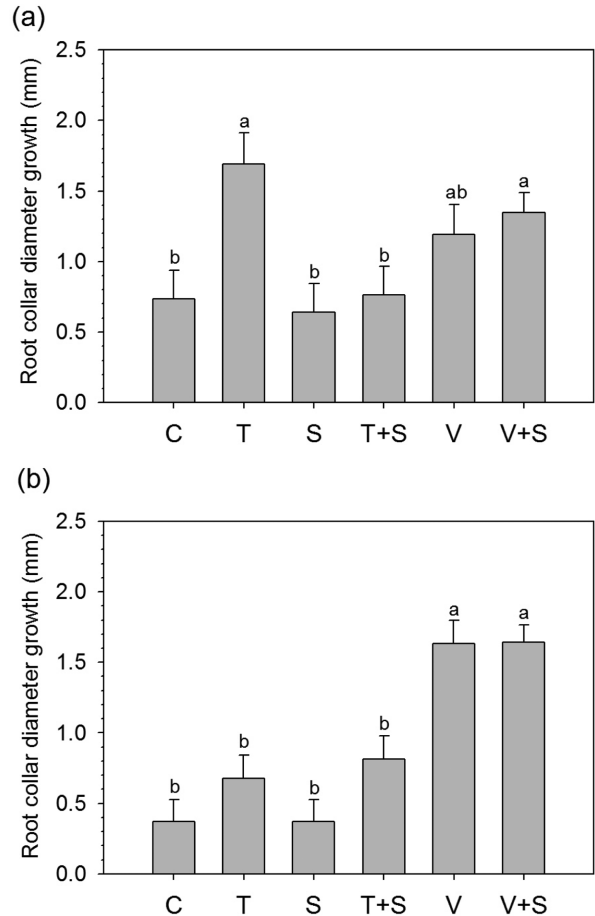 (a)
Root collar diameter growth (mm)
2.5
2.0
1.5
1.0
0.5
0.0
b
a
b
b
ab
a
C T S T+S V V+S
(b)
Root collar diameter growth (mm)
2.5
2.0
1.5
1.0
0.5
0.0
b
b
b
b
a
a
C T S T+S V V+S